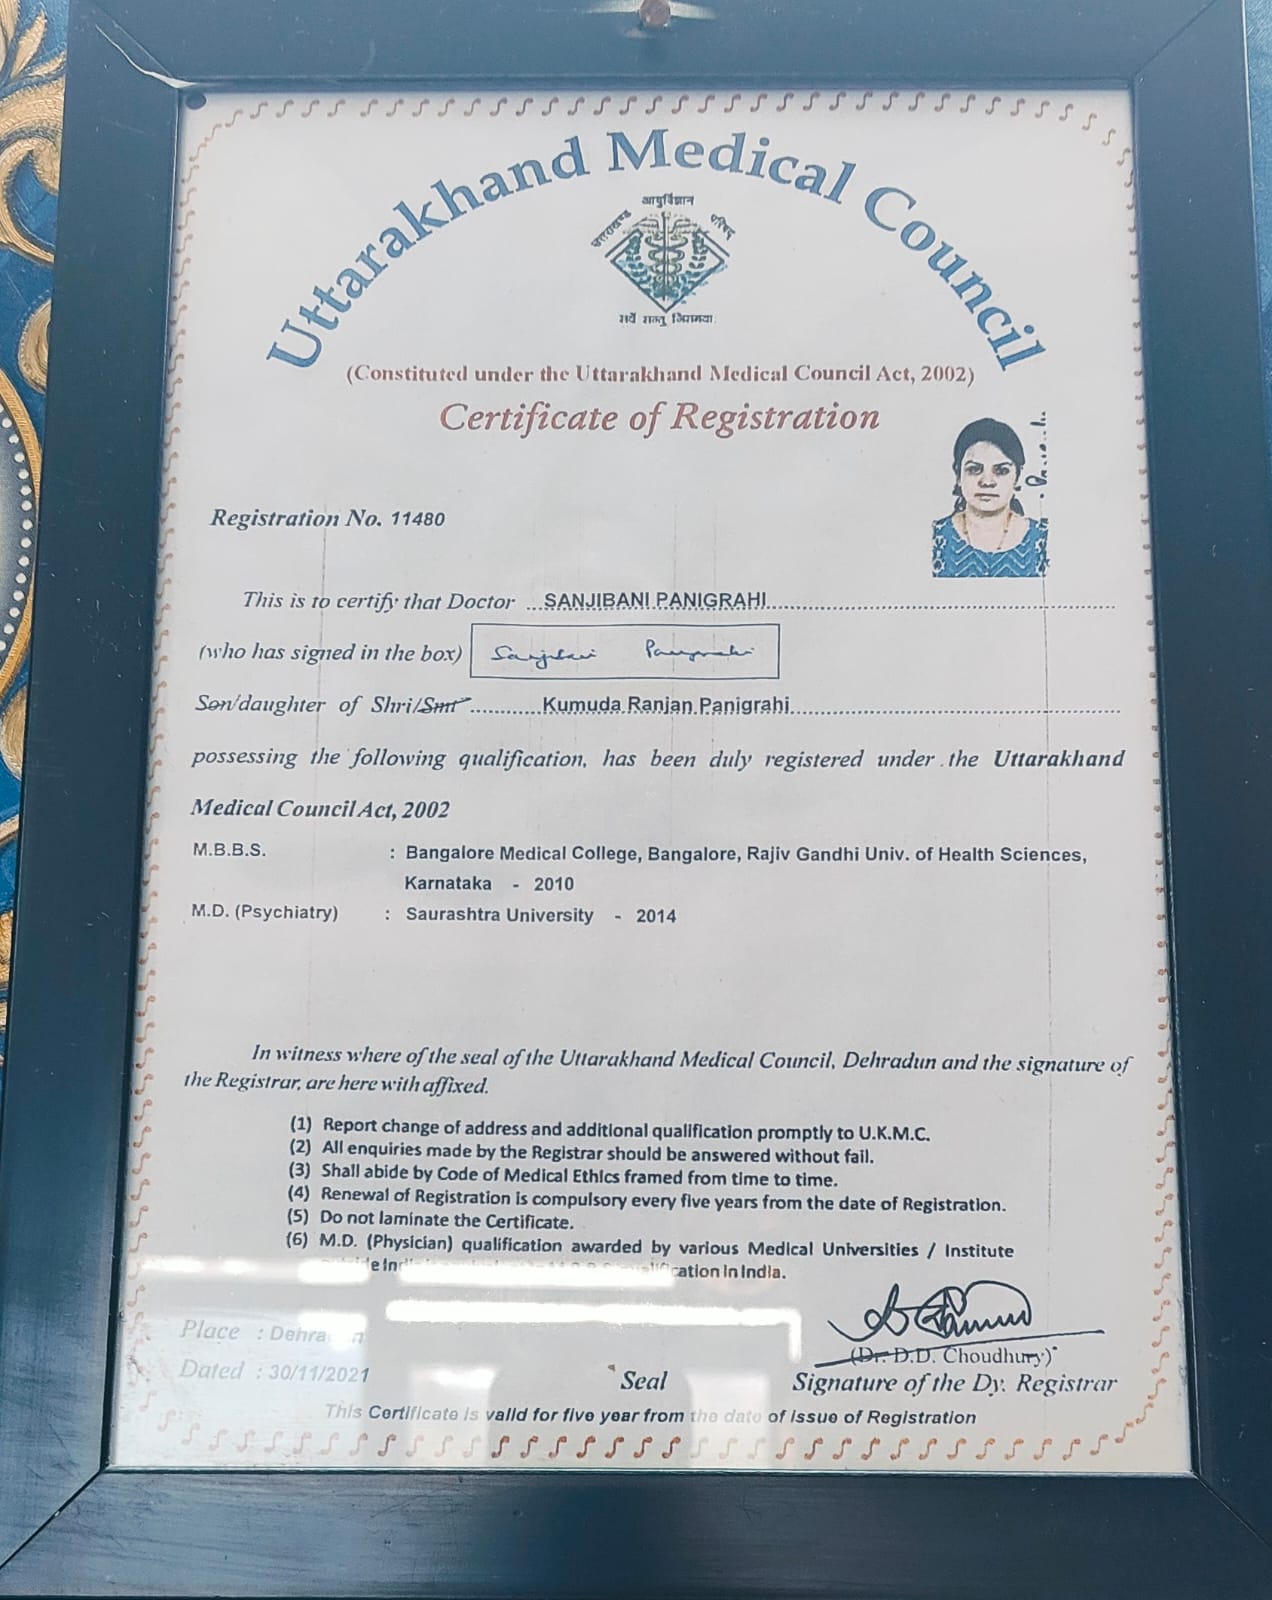 Uttarakhand Medical Council
उत्तराखण्ड आयुर्विज्ञान परिषद
सर्वे सन्तु निरामया:
(Constituted under the Uttarakhand Medical Council Act, 2002)
Certificate of Registration
Registration No. 11480
This is to certify that Doctor ...SANJIBANI PANIGRAHI...
(who has signed in the box) Sanjibani Panigrahi
Son/daughter of Shri/Smt ...Kumuda Ranjan Panigrahi...
possessing the following qualification, has been duly registered under the Uttarakhand
Medical Council Act, 2002
M.B.B.S. : Bangalore Medical College, Bangalore, Rajiv Gandhi Univ. of Health Sciences,
Karnataka - 2010
M.D. (Psychiatry) : Saurashtra University - 2014
In witness where of the seal of the Uttarakhand Medical Council, Dehradun and the signature of
the Registrar, are here with affixed.
(1) Report change of address and additional qualification promptly to U.K.M.C.
(2) All enquiries made by the Registrar should be answered without fail.
(3) Shall abide by Code of Medical Ethics framed from time to time.
(4) Renewal of Registration is compulsory every five years from the date of Registration.
(5) Do not laminate the Certificate.
(6) M.D. (Physician) qualification awarded by various Medical Universities / Institute
in India.
Place :
Dated : 30/11/2021
Seal
(Dr. D.D. Choudhury)
Signature of the Dy. Registrar
This Certificate is valid for five year from the date of issue of Registration